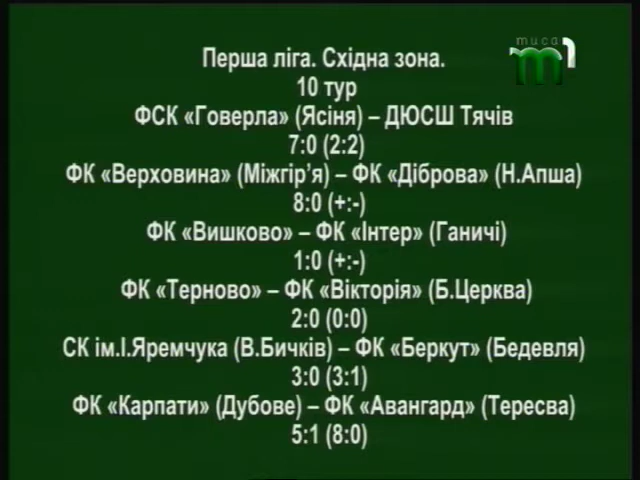 тиса 1
Перша ліга. Східна зона.
10 тур
ФСК «Говерла» (Ясіня) – ДЮСШ Тячів
7:0 (2:2)
ФК «Верховина» (Міжгір’я) – ФК «Діброва» (Н.Апша)
8:0 (+:-)
ФК «Вишково» – ФК «Інтер» (Ганичі)
1:0 (+:-)
ФК «Терново» – ФК «Вікторія» (Б.Церква)
2:0 (0:0)
СК ім.І.Яремчука (В.Бичків) – ФК «Беркут» (Бедевля)
3:0 (3:1)
ФК «Карпати» (Дубове) – ФК «Авангард» (Тересва)
5:1 (8:0)